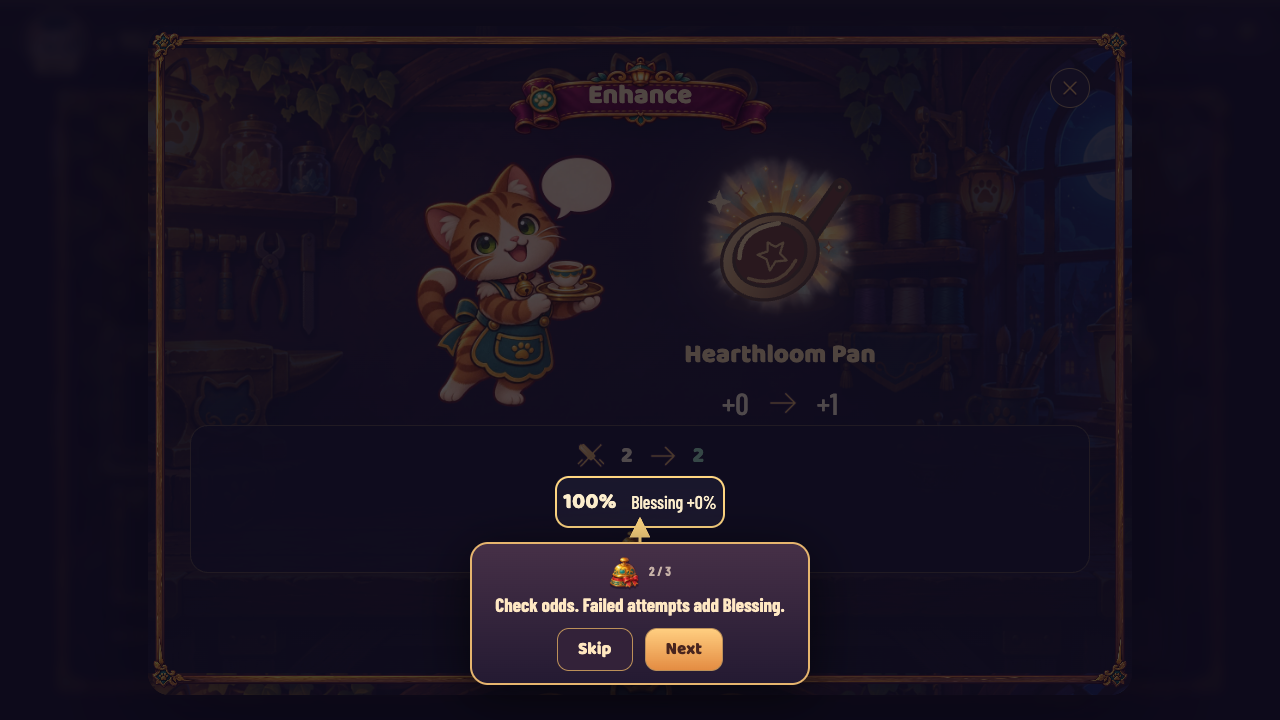 Enhance
Hearthloom Pan
+0 → +1
2 → 2
100% Blessing +0%
2 / 3
Check odds. Failed attempts add Blessing.
Skip Next